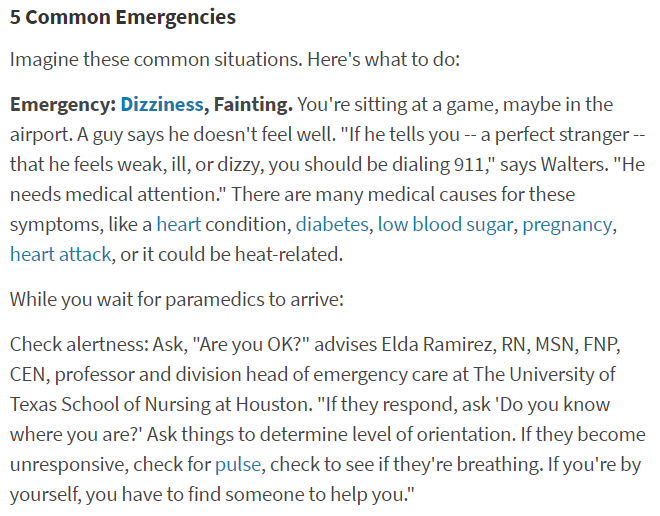 5 Common Emergencies
Imagine these common situations. Here's what to do:
Emergency: Dizziness, Fainting. You're sitting at a game, maybe in the
airport. A guy says he doesn't feel well. "If he tells you -- a perfect stranger --
that he feels weak, ill, or dizzy, you should be dialing 911," says Walters. "He
needs medical attention." There are many medical causes for these
symptoms, like a heart condition, diabetes, low blood sugar, pregnancy,
heart attack, or it could be heat-related.
While you wait for paramedics to arrive:
Check alertness: Ask, "Are you OK?" advises Elda Ramirez, RN, MSN, FNP,
CEN, professor and division head of emergency care at The University of
Texas School of Nursing at Houston. "If they respond, ask 'Do you know
where you are?' Ask things to determine level of orientation. If they become
unresponsive, check for pulse, check to see if they're breathing. If you're by
yourself, you have to find someone to help you."